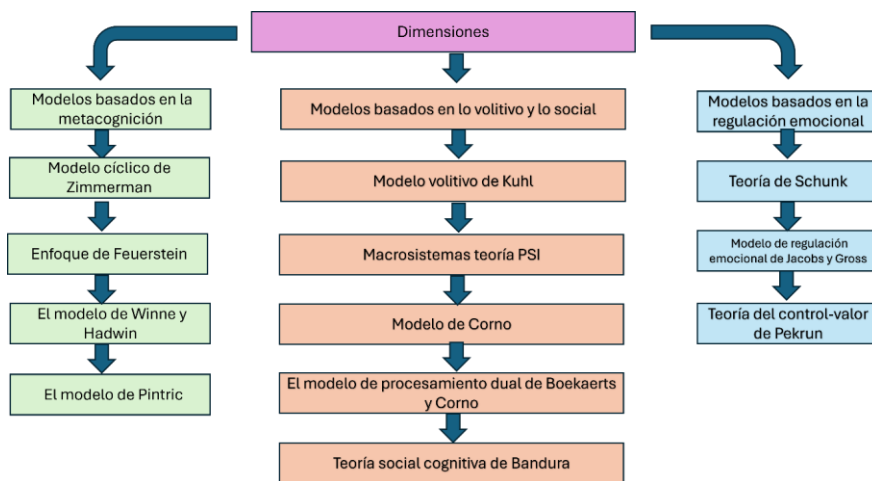 Dimensiones
Modelos basados en la
metacognición
Modelo cíclico de
Zimmerman
Enfoque de Feuerstein
El modelo de Winne y
Hadwin
El modelo de Pintric
Modelos basados en lo volitivo y lo social
Modelo volitivo de Kuhl
Macrosistemas teoría PSI
Modelo de Corno
El modelo de procesamiento dual de Boekaerts
y Corno
Teoría social cognitiva de Bandura
Modelos basados en la
regulación emocional
Teoría de Schunk
Modelo de regulación
emocional de Jacobs y Gross
Teoría del control-valor
de Pekrun